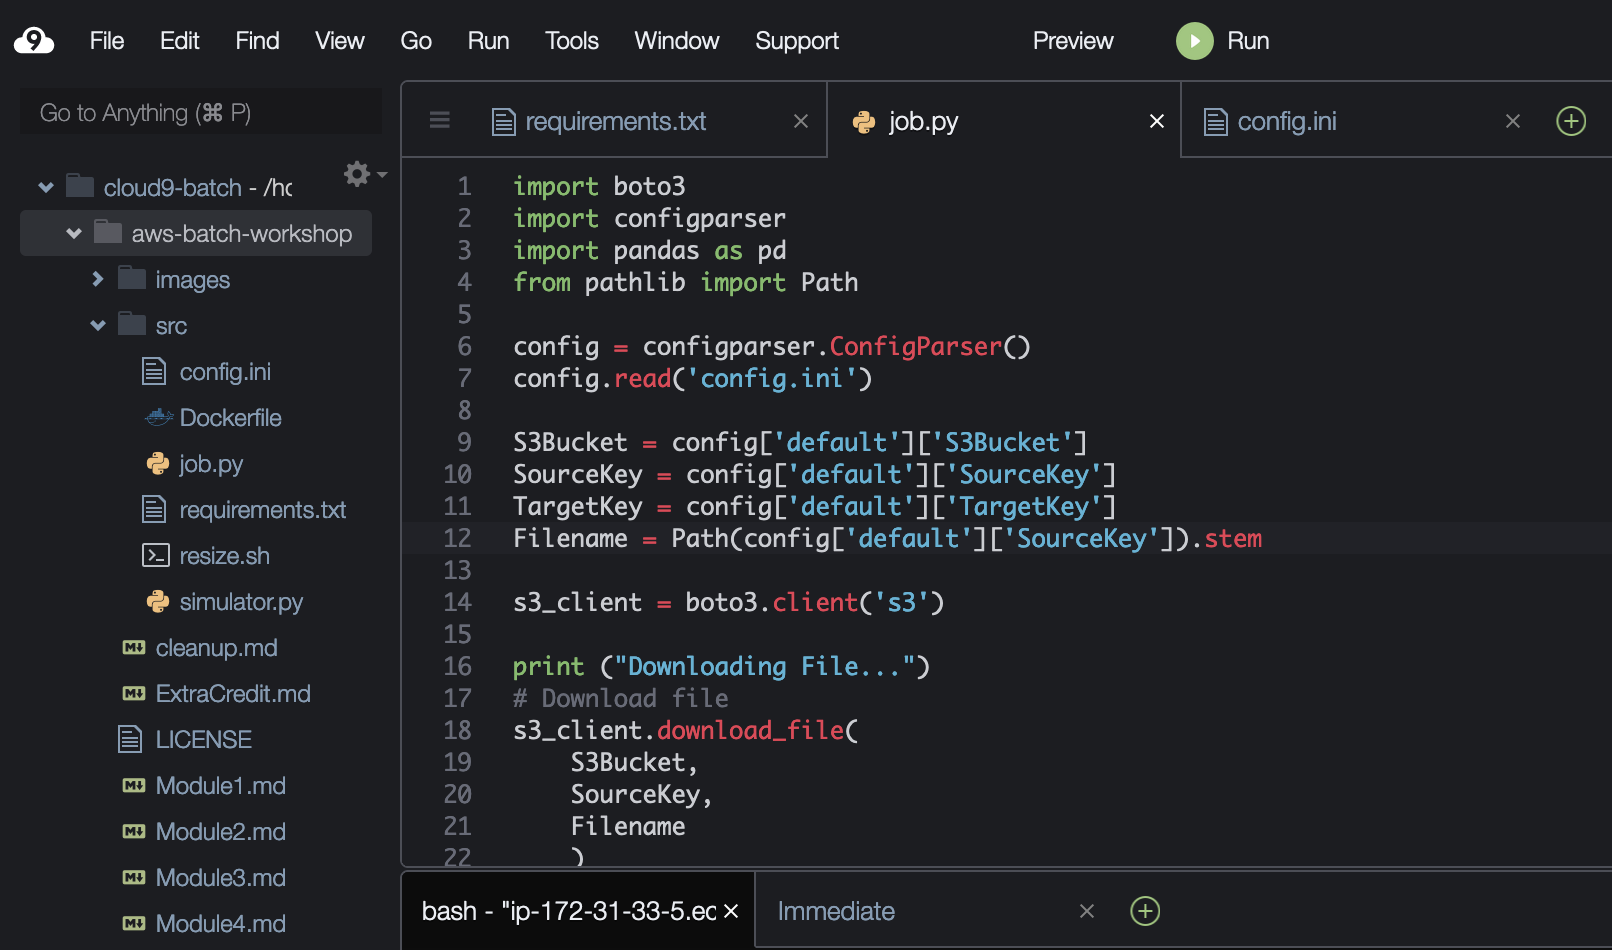 9 File Edit Find View Go Run Tools Window Support Preview Run
Go to Anything (⌘ P)
requirements.txt
job.py
config.ini
cloud9-batch - /ho
aws-batch-workshop
images
src
config.ini
Dockerfile
job.py
requirements.txt
resize.sh
simulator.py
M↓ cleanup.md
M↓ ExtraCredit.md
LICENSE
M↓ Module1.md
M↓ Module2.md
M↓ Module3.md
M↓ Module4.md
1 import boto3
2 import configparser
3 import pandas as pd
4 from pathlib import Path
5
6 config = configparser.ConfigParser()
7 config.read('config.ini')
8
9 S3Bucket = config['default']['S3Bucket']
10 SourceKey = config['default']['SourceKey']
11 TargetKey = config['default']['TargetKey']
12 Filename = Path(config['default']['SourceKey']).stem
13
14 s3_client = boto3.client('s3')
15
16 print ("Downloading File...")
17 # Download file
18 s3_client.download_file(
19     S3Bucket,
20     SourceKey,
21     Filename
22     )
bash - "ip-172-31-33-5.ec
Immediate